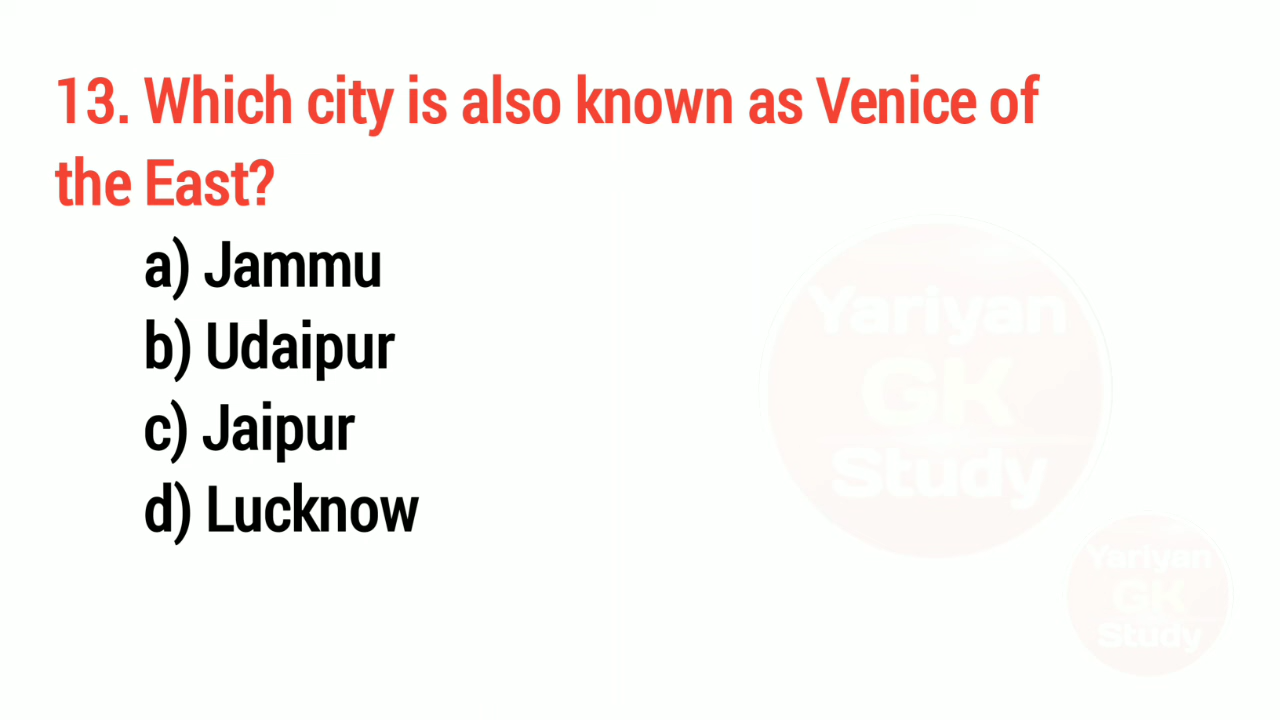 13. Which city is also known as Venice of
the East?
a) Jammu
b) Udaipur
c) Jaipur
d) Lucknow
Yariyan
GK
Study
Yariyan
GK
Study